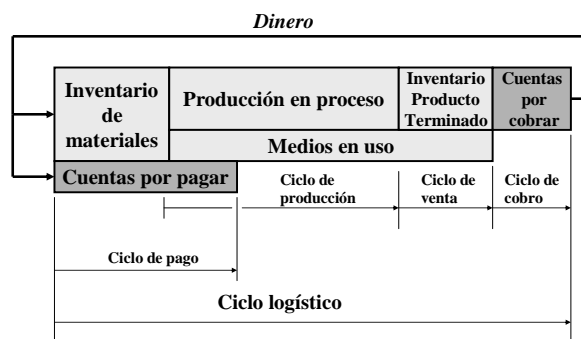 Dinero
Inventario
de
materiales
Producción en proceso
Inventario
Producto
Terminado
Cuentas
por
cobrar
Medios en uso
Cuentas por pagar
Ciclo de
producción
Ciclo de
venta
Ciclo de
cobro
Ciclo de pago
Ciclo logístico